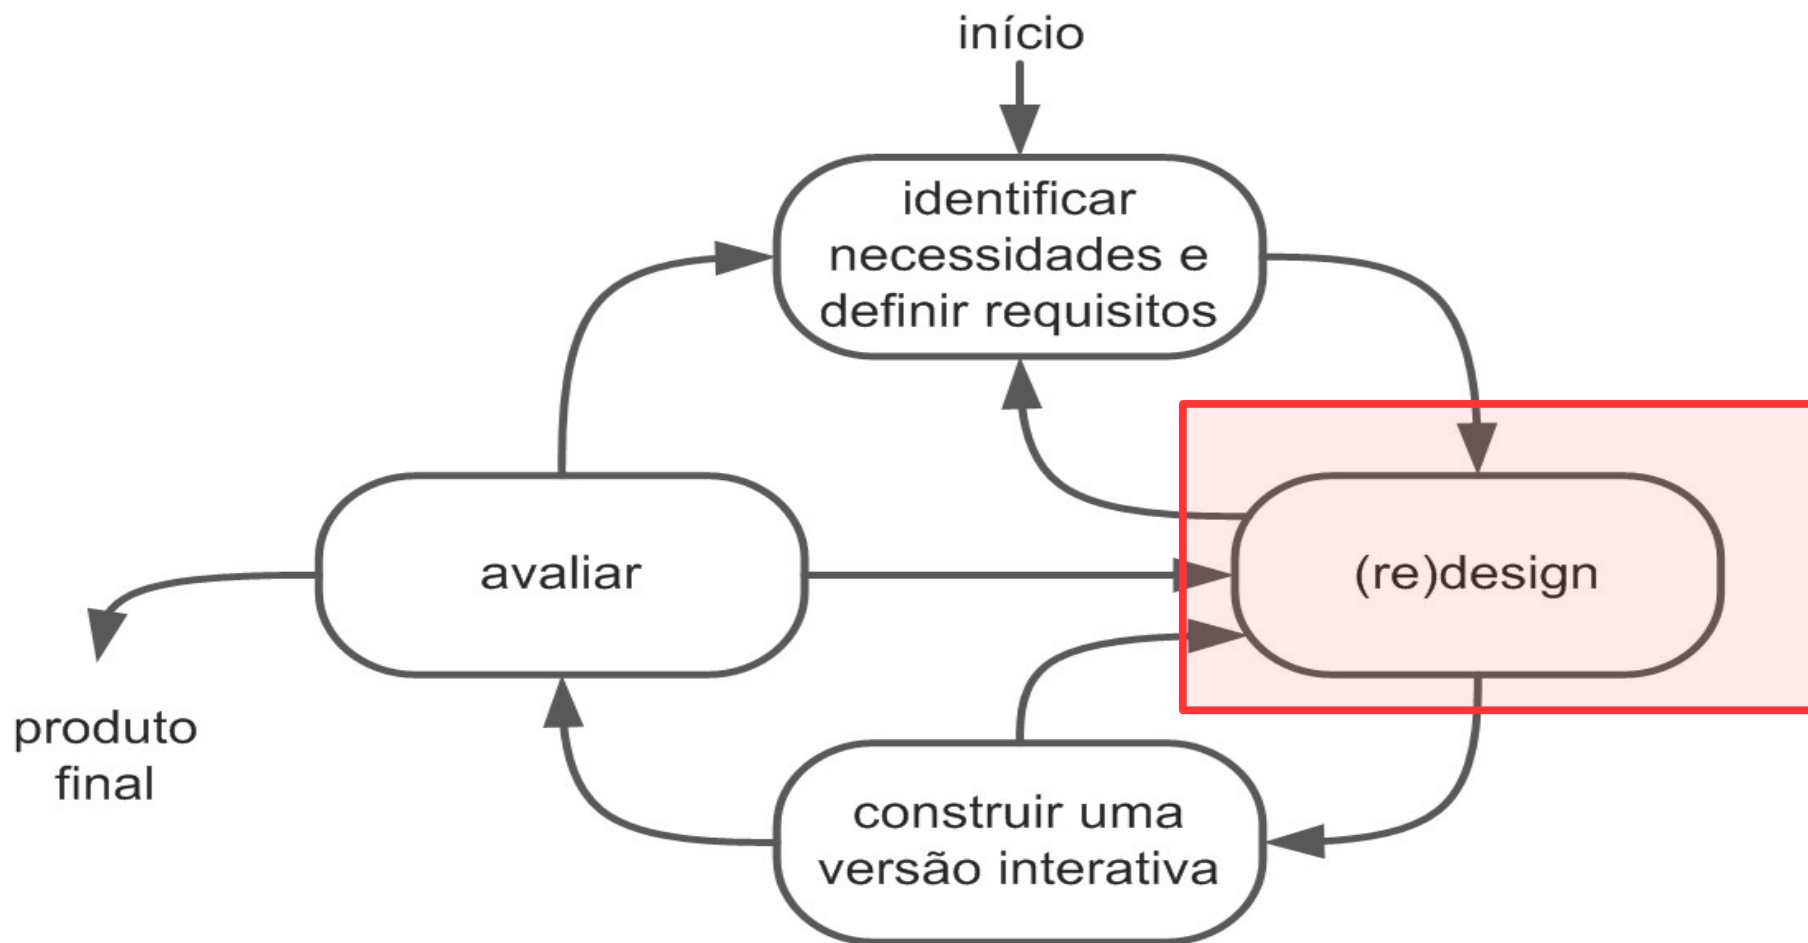 início
identificar
necessidades e
definir requisitos
avaliar
(re)design
produto
final
construir uma
versão interativa